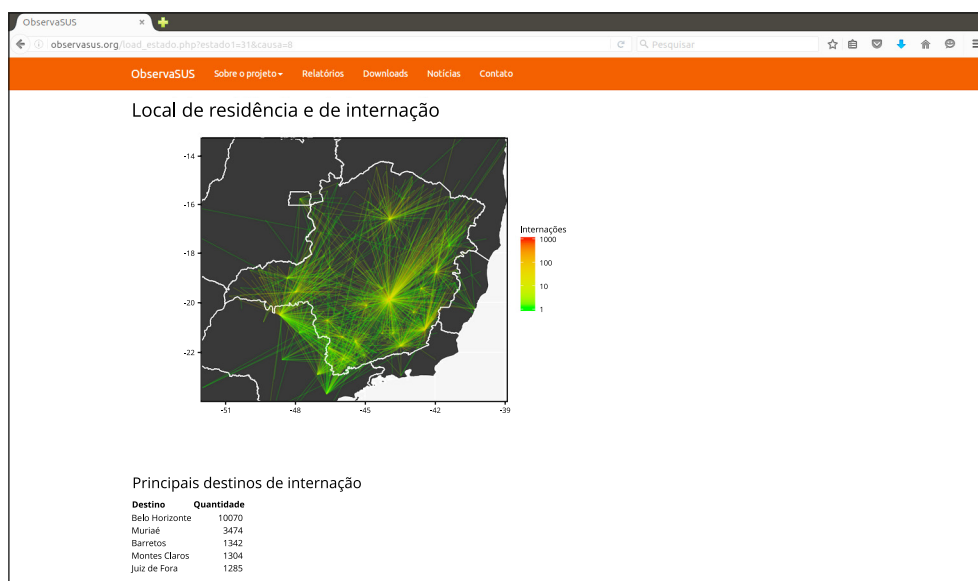 ObservaSUS ×
observasus.org/load_estado.php?estado1=31&causa=8 Pesquisar
ObservaSUS Sobre o projeto Relatórios Downloads Notícias Contato
Local de residência e de internação
-14
-16
-18
-20
-22
-51 -48 -45 -42 -39
Internações
1000
100
10
1
Principais destinos de internação
Destino Quantidade
Belo Horizonte 10070
Muriaé 3474
Barretos 1342
Montes Claros 1304
Juiz de Fora 1285